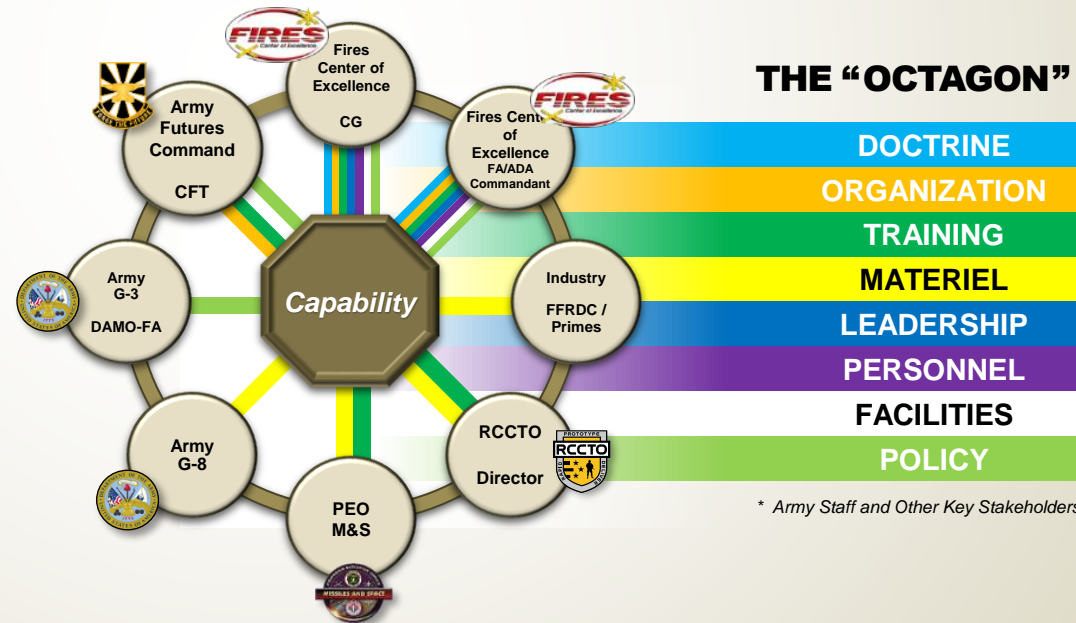 FIRES
Center of Excellence
Fires
Center of
Excellence
CG
FIRES
Center of Excellence
Fires Cent
of
Excellence
FA/ADA
Commandant
THE “OCTAGON”
Army
Futures
Command
CFT
DOCTRINE
ORGANIZATION
TRAINING
MATERIEL
LEADERSHIP
PERSONNEL
FACILITIES
POLICY
* Army Staff and Other Key Stakeholders
Army
G-3
DAMO-FA
Capability
Industry
FFRDC /
Primes
Army
G-8
PEO
M&S
MISSILES AND SPACE
RCCTO
Director
PROTOTYPE
RCCTO